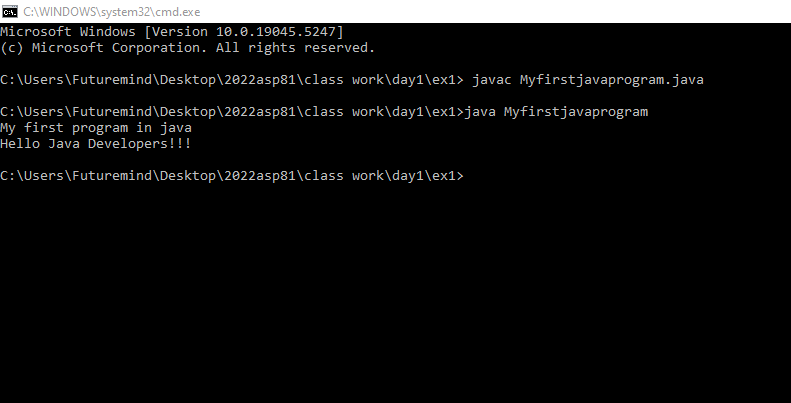 C:\WINDOWS\system32\cmd.exe
Microsoft Windows [Version 10.0.19045.5247]
(c) Microsoft Corporation. All rights reserved.
C:\Users\Futuremind\Desktop\2022asp81\class work\day1\ex1> javac Myfirstjavaprogram.java
C:\Users\Futuremind\Desktop\2022asp81\class work\day1\ex1>java Myfirstjavaprogram
My first program in java
Hello Java Developers!!!
C:\Users\Futuremind\Desktop\2022asp81\class work\day1\ex1>